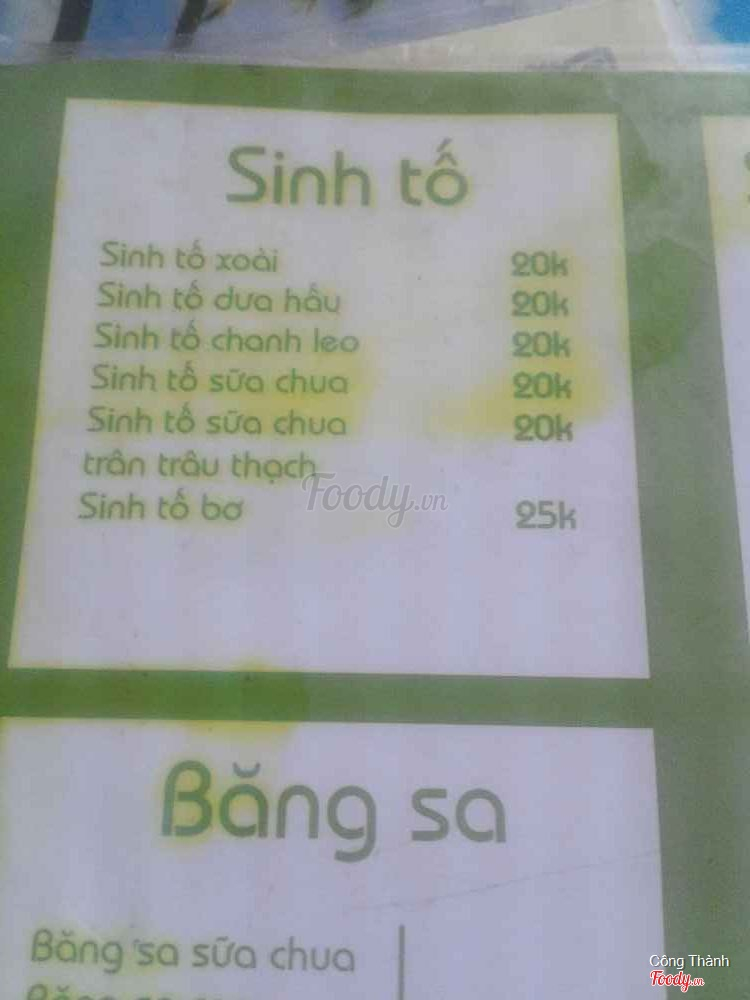 Sinh tố
Sinh tố xoài 20k
Sinh tố dưa hấu 20k
Sinh tố chanh leo 20k
Sinh tố sữa chua 20k
Sinh tố sữa chua 20k
trân trâu thạch
Sinh tố bơ 25k
Foody.vn
Băng sa
Băng sa sữa chua
Băng sa
Công Thành
Foody.vn